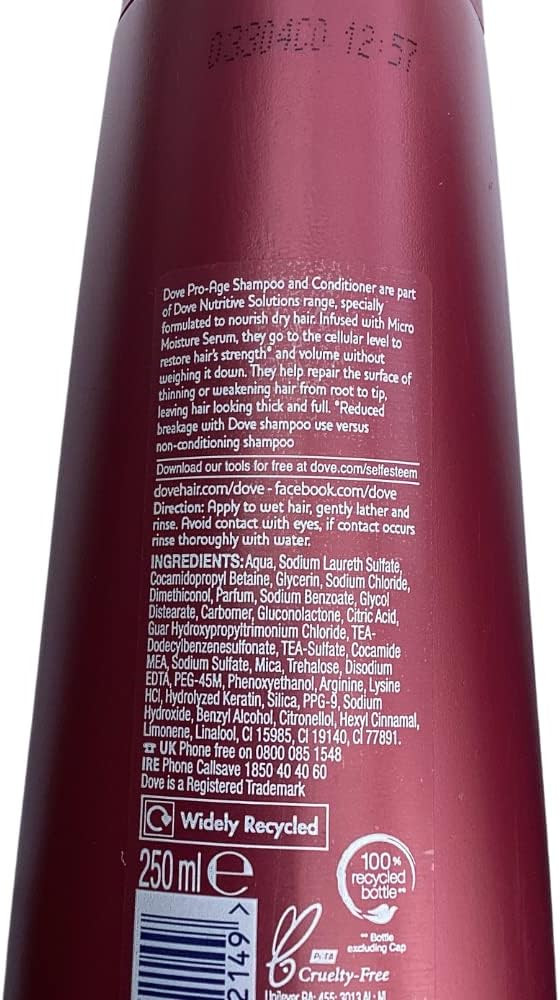 0330400 12:57
Dove Pro-Age Shampoo and Conditioner are part
of Dove Nutritive Solutions range, specially
formulated to nourish dry hair. Infused with Micro
Moisture Serum, they go to the cellular level to
restore hair's strength* and volume without
weighing it down. They help repair the surface of
thinning or weakening hair from root to tip,
leaving hair looking thick and full. *Reduced
breakage with Dove shampoo use versus
non-conditioning shampoo
Download our tools for free at dove.com/selfesteem
dovehair.com/dove - facebook.com/dove
Direction: Apply to wet hair, gently lather and
rinse. Avoid contact with eyes, if contact occurs
rinse thoroughly with water.
INGREDIENTS: Aqua, Sodium Laureth Sulfate,
Cocamidopropyl Betaine, Glycerin, Sodium Chloride,
Dimethiconol, Parfum, Sodium Benzoate, Glycol
Distearate, Carbomer, Gluconolactone, Citric Acid,
Guar Hydroxypropyltrimonium Chloride, TEA-
Dodecylbenzenesulfonate, TEA-Sulfate, Cocamide
MEA, Sodium Sulfate, Mica, Trehalose, Disodium
EDTA, PEG-45M, Phenoxyethanol, Arginine, Lysine
HCl, Hydrolyzed Keratin, Silica, PPG-9, Sodium
Hydroxide, Benzyl Alcohol, Citronellol, Hexyl Cinnamal,
Limonene, Linalool, CI 15985, CI 19140, CI 77891.
☎ UK Phone free on 0800 085 1548
IRE Phone Callsave 1850 40 40 60
Dove is a Registered Trademark
Widely Recycled
250 ml e
100%
recycled
bottle**
** Bottle
excluding Cap
2149 >
PeTA
Cruelty-Free